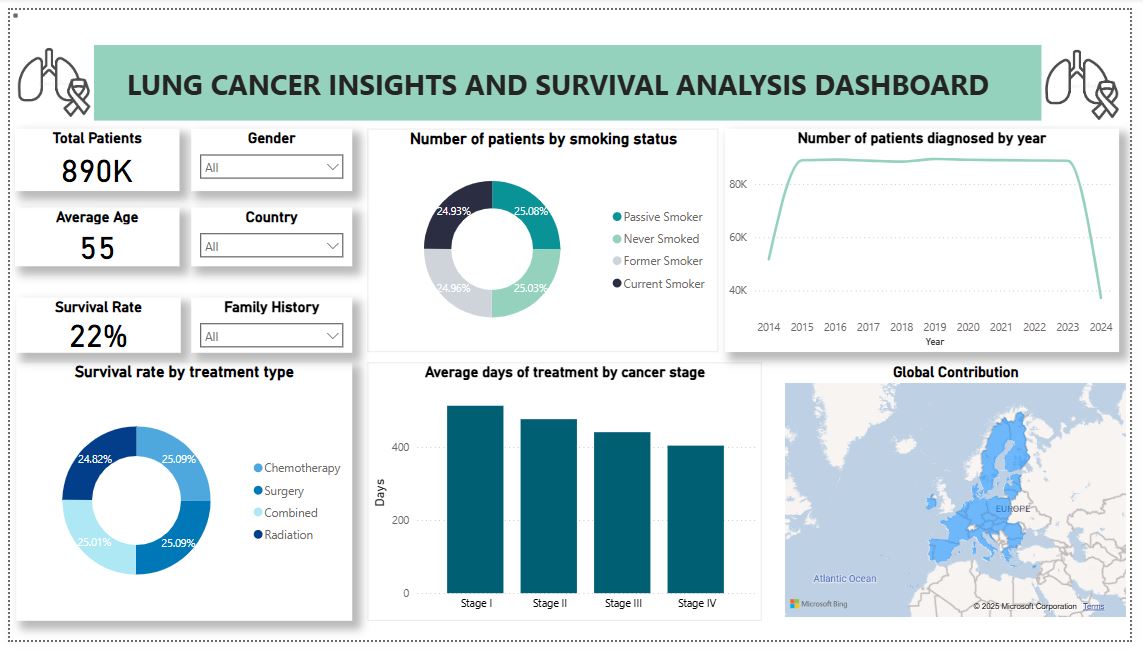 LUNG CANCER INSIGHTS AND SURVIVAL ANALYSIS DASHBOARD
Total Patients
890K
Gender
All
Average Age
55
Country
All
Survival Rate
22%
Family History
All
Number of patients by smoking status
24.93%
25.08%
24.96%
25.03%
Passive Smoker
Never Smoked
Former Smoker
Current Smoker
Number of patients diagnosed by year
80K
60K
40K
2014 2015 2016 2017 2018 2019 2020 2021 2022 2023 2024
Year
Survival rate by treatment type
24.82%
25.09%
25.01%
25.09%
Chemotherapy
Surgery
Combined
Radiation
Average days of treatment by cancer stage
Days
400
200
0
Stage I Stage II Stage III Stage IV
Global Contribution
EUROPE
Atlantic Ocean
Microsoft Bing
© 2025 Microsoft Corporation Terms